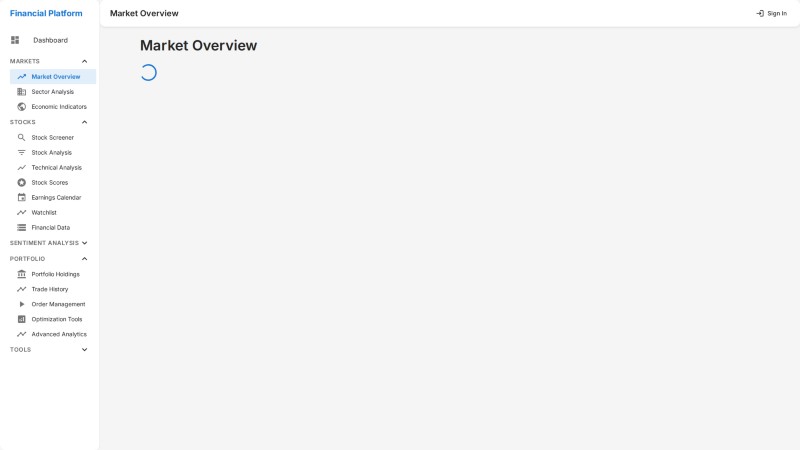 Financial Platform
Market Overview
Sign In
Dashboard
MARKETS
Market Overview
Sector Analysis
Economic Indicators
STOCKS
Stock Screener
Stock Analysis
Technical Analysis
Stock Scores
Earnings Calendar
Watchlist
Financial Data
SENTIMENT ANALYSIS
PORTFOLIO
Portfolio Holdings
Trade History
Order Management
Optimization Tools
Advanced Analytics
TOOLS
Market Overview